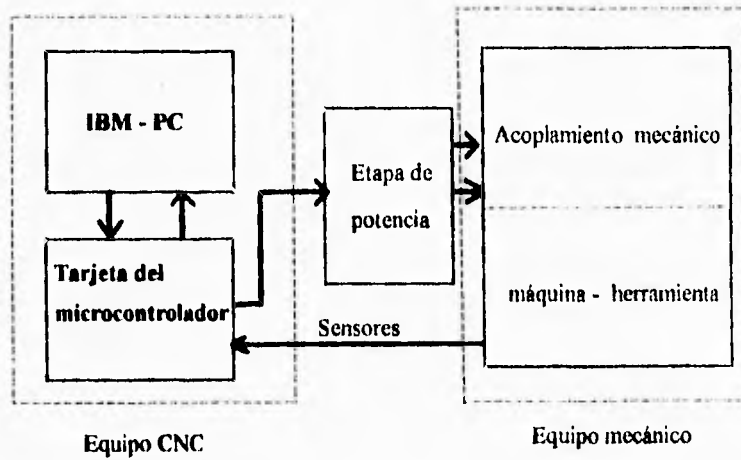 IBM - PC
Tarjeta del
microcontrolador
Etapa de
potencia
Sensores
Acoplamiento mecánico
máquina - herramienta
Equipo CNC
Equipo mecánico